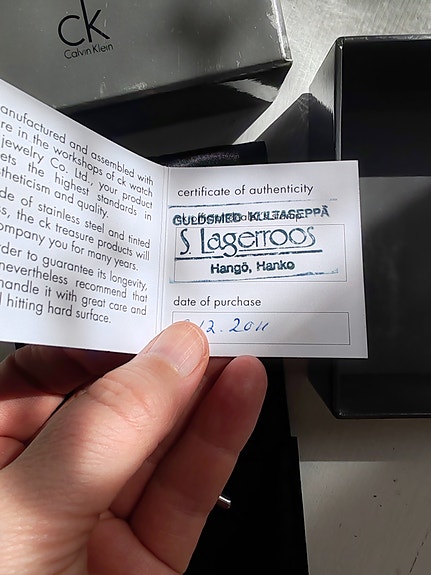 ck
Calvin Klein
anufactured and assembled with
re in the workshops of ck watch
jewelry Co. Ltd., your product
ets the highest standards in
stheticism and quality.
de of stainless steel and tinted
s, the ck treasure products will
ompany you for many years.
rder to guarantee its longevity,
nevertheless recommend that
handle it with great care and
d hitting hard surface.
certificate of authenticity
GULDSMED KULTASEPPÄ
S. Lagerroos
Hangö, Hanko
date of purchase
12.2011